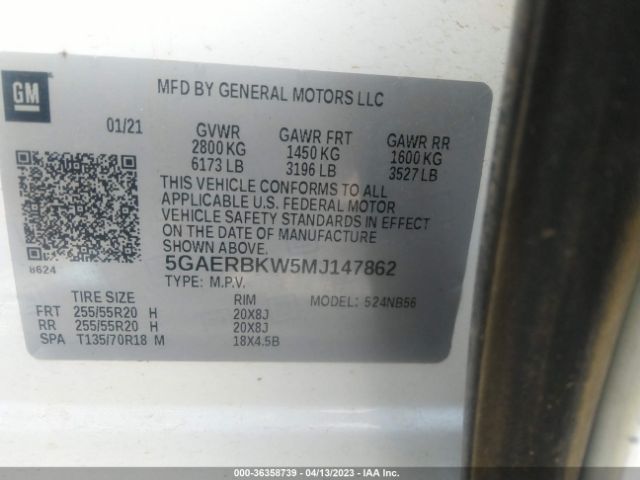 GM
MFD BY GENERAL MOTORS LLC
01/21 GVWR GAWR FRT GAWR RR
2800 KG 1450 KG 1600 KG
6173 LB 3196 LB 3527 LB
THIS VEHICLE CONFORMS TO ALL
APPLICABLE U.S. FEDERAL MOTOR
VEHICLE SAFETY STANDARDS IN EFFECT
ON THE DATE OF MANUFACTURE
SHOWN ABOVE.
8624
5GAERBKW5MJ147862
TYPE: M.P.V. MODEL: 524NB56
TIRE SIZE RIM
FRT 255/55R20 H 20X8J
RR 255/55R20 H 20X8J
SPA T135/70R18 M 18X4.5B
000-36358739 - 04/13/2023 - IAA Inc.